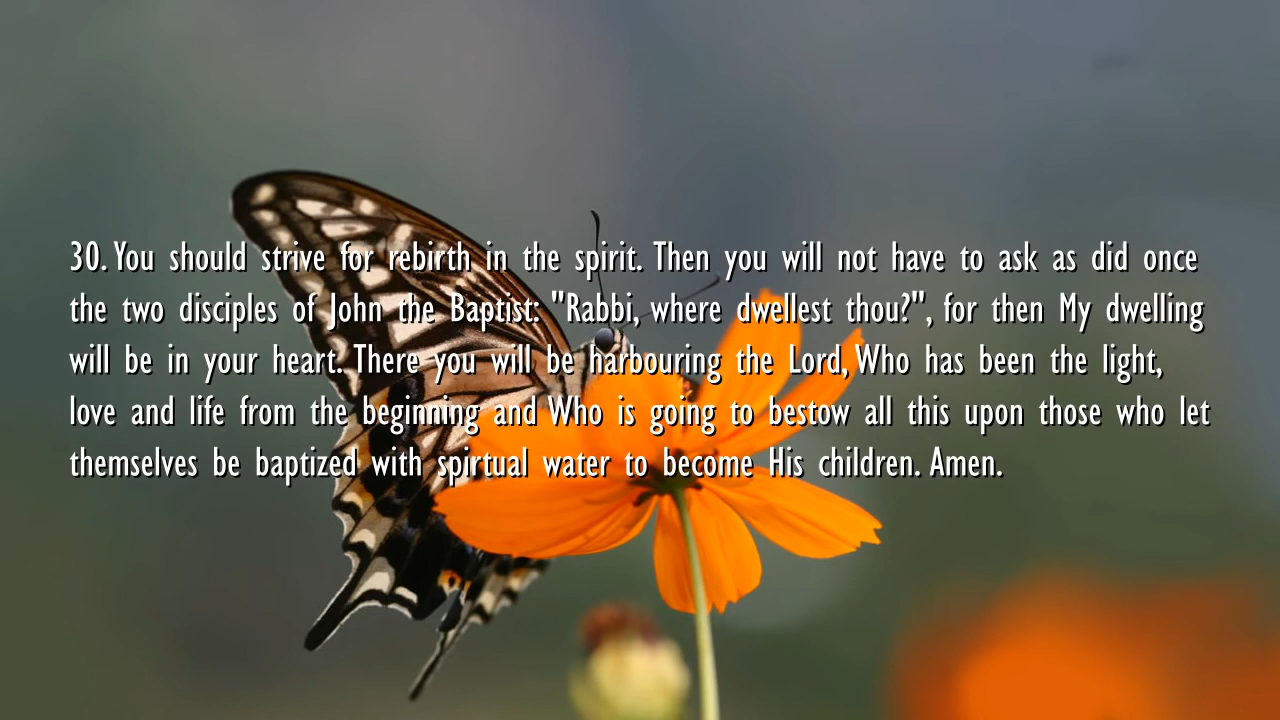 30. You should strive for rebirth in the spirit. Then you will not have to ask as did once
the two disciples of John the Baptist: "Rabbi, where dwellest thou?", for then My dwelling
will be in your heart. There you will be harbouring the Lord, Who has been the light,
love and life from the beginning and Who is going to bestow all this upon those who let
themselves be baptized with spirtual water to become His children. Amen.